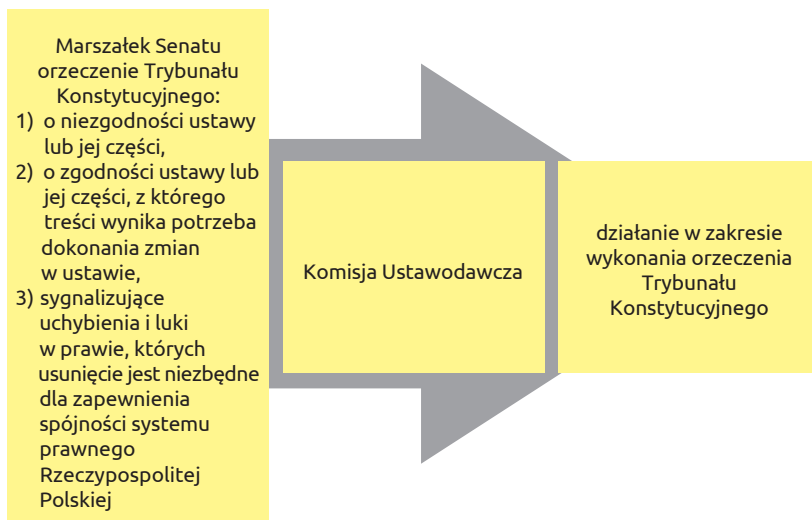 Marszałek Senatu
orzeczenie Trybunału
Konstytucyjnego:
1) o niezgodności ustawy
lub jej części,
2) o zgodności ustawy lub
jej części, z którego
treści wynika potrzeba
dokonania zmian
w ustawie,
3) sygnalizujące
uchybienia i luki
w prawie, których
usunięcie jest niezbędne
dla zapewnienia
spójności systemu
prawnego
Rzeczypospolitej
Polskiej
Komisja Ustawodawcza
działanie w zakresie
wykonania orzeczenia
Trybunału
Konstytucyjnego